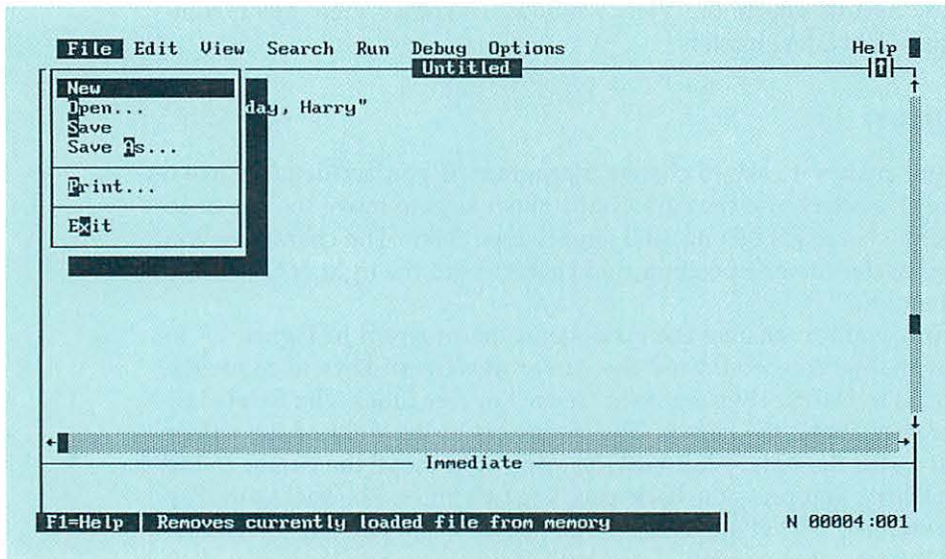 File Edit View Search Run Debug Options Help
Untitled
New
Open...
day, Harry"
Save
Save As...
Print...
Exit
Immediate
F1=Help Removes currently loaded file from memory N 00004:001